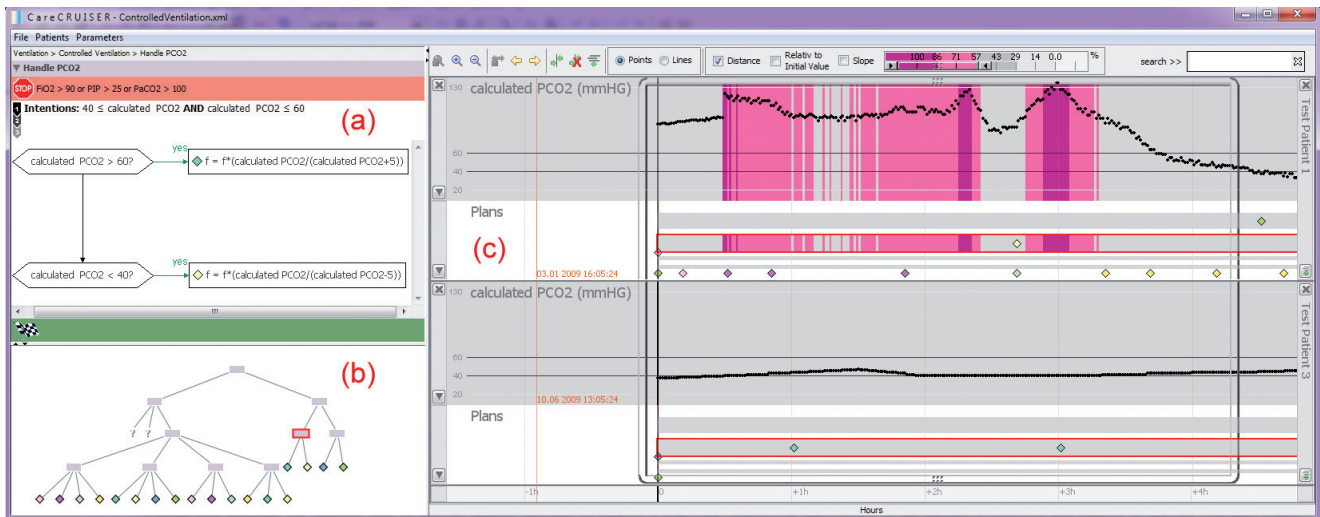 CareCRUISER - ControlledVentilation.xml
File Patients Parameters
Ventilation > Controlled Ventilation > Handle PCO2
Handle PCO2
STOP FiO2 > 90 or PIP > 25 or PaCO2 > 100
1 Intentions: 40 ≤ calculated PCO2 AND calculated PCO2 ≤ 60
2
3
(a)
calculated PCO2 > 60?
yes
f = f*(calculated PCO2/(calculated PCO2+5))
calculated PCO2 < 40?
yes
f = f*(calculated PCO2/(calculated PCO2-5))
(b)
? ?
Points Lines
Distance
Relativ to
Initial Value
Slope
100 86 71 57 43 29 14 0.0 %
search >>
130 calculated PCO2 (mmHG)
60
40
20
Test Patient 1
Plans
(c)
03.01 2009 16:05:24
130 calculated PCO2 (mmHG)
60
40
20
Test Patient 3
10.06 2009 13:05:24
Plans
-1h 0 +1h +2h +3h +4h
Hours